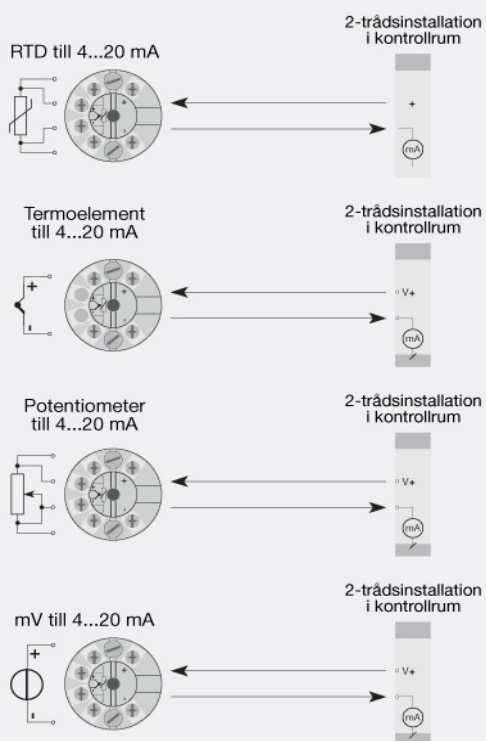 2-trådsinstallation
i kontrollrum
RTD till 4...20 mA
+
-
+
mA
2-trådsinstallation
i kontrollrum
Termoelement
till 4...20 mA
+
-
+
-
V+
mA
2-trådsinstallation
i kontrollrum
Potentiometer
till 4...20 mA
+
-
V+
mA
2-trådsinstallation
i kontrollrum
mV till 4...20 mA
+
-
+
-
V+
mA